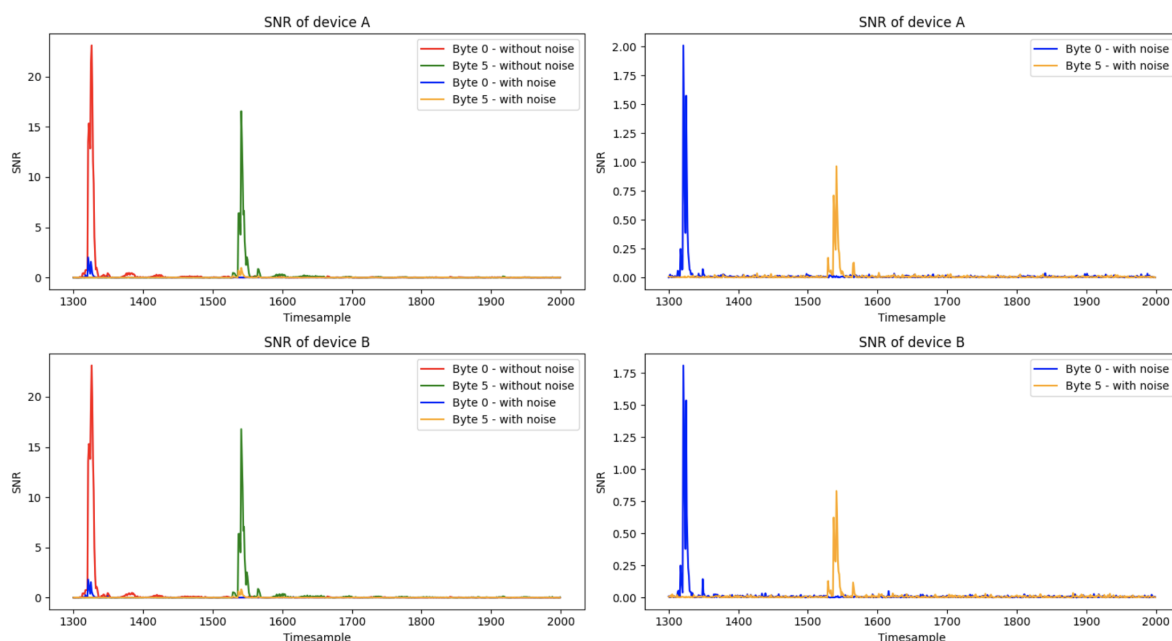 SNR of device A
SNR
20
15
10
5
0
1300 1400 1500 1600 1700 1800 1900 2000
Timesample
Byte 0 - without noise
Byte 5 - without noise
Byte 0 - with noise
Byte 5 - with noise
SNR of device A
SNR
2.00
1.75
1.50
1.25
1.00
0.75
0.50
0.25
0.00
1300 1400 1500 1600 1700 1800 1900 2000
Timesample
Byte 0 - with noise
Byte 5 - with noise
SNR of device B
SNR
20
15
10
5
0
1300 1400 1500 1600 1700 1800 1900 2000
Timesample
Byte 0 - without noise
Byte 5 - without noise
Byte 0 - with noise
Byte 5 - with noise
SNR of device B
SNR
1.75
1.50
1.25
1.00
0.75
0.50
0.25
0.00
1300 1400 1500 1600 1700 1800 1900 2000
Timesample
Byte 0 - with noise
Byte 5 - with noise